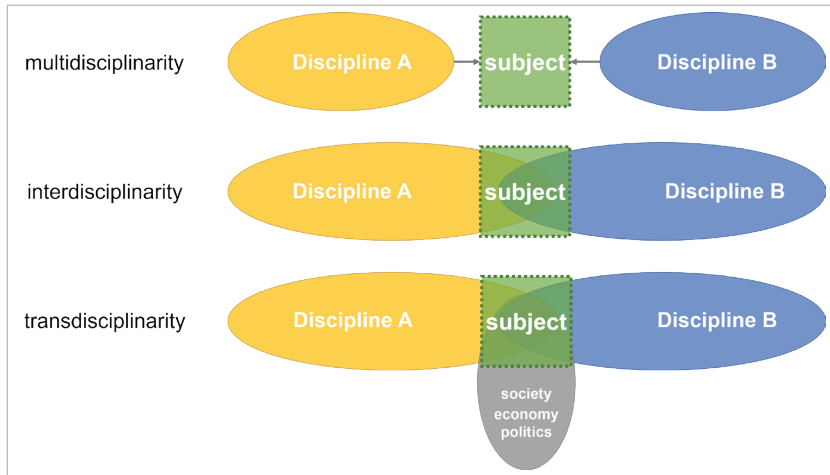 multidisciplinarity
Discipline A
subject
Discipline B
interdisciplinarity
Discipline A
subject
Discipline B
transdisciplinarity
Discipline A
subject
Discipline B
society
economy
politics